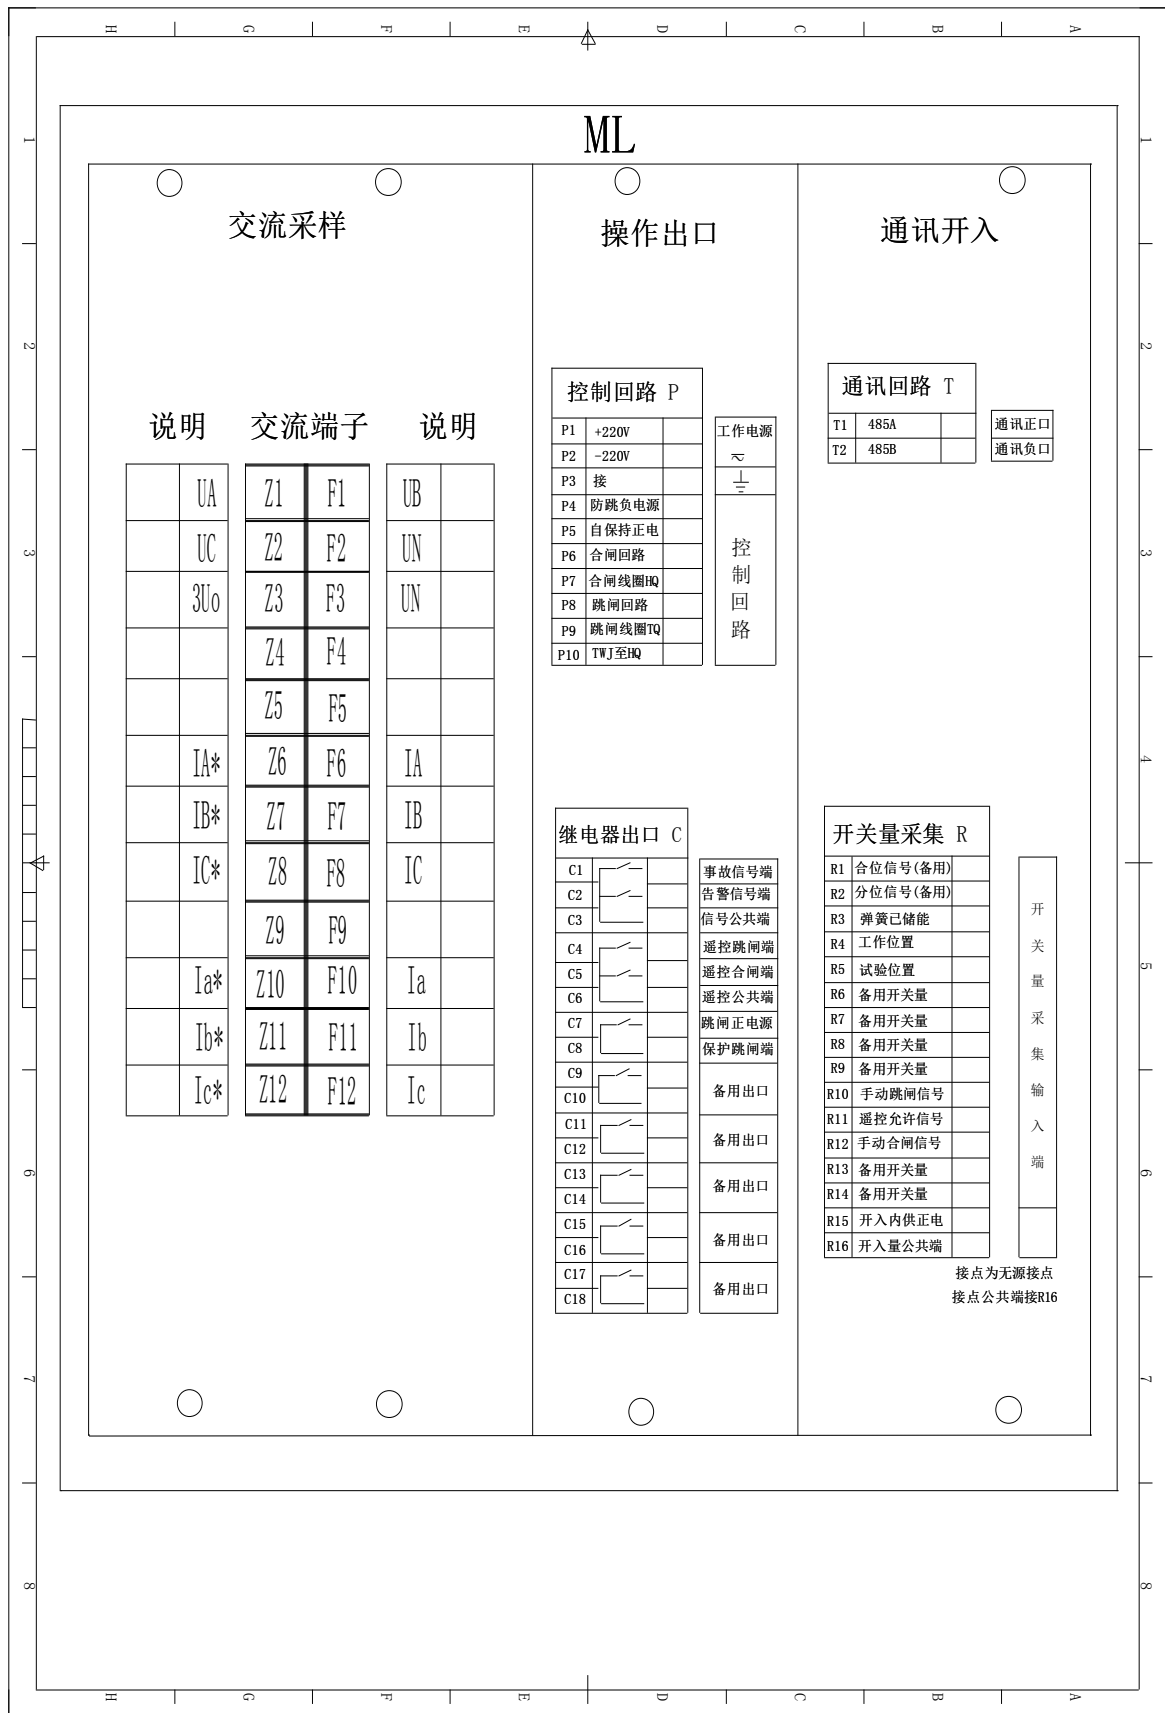 H G F E D C B A
ML
交流采样
操作出口
通讯开入
说明 交流端子 说明
UA Z1 F1 UB
UC Z2 F2 UN
3Uo Z3 F3 UN
Z4 F4
Z5 F5
IA* Z6 F6 IA
IB* Z7 F7 IB
IC* Z8 F8 IC
Z9 F9
Ia* Z10 F10 Ia
Ib* Z11 F11 Ib
Ic* Z12 F12 Ic
控制回路 P
P1 +220V
P2 -220V
P3 接
P4 防跳负电源
P5 自保持正电
P6 合闸回路
P7 合闸线圈HQ
P8 跳闸回路
P9 跳闸线圈TQ
P10 TWJ至HQ
工作电源
控制回路
继电器出口 C
C1 事故信号端
C2 告警信号端
C3 信号公共端
C4 遥控跳闸端
C5 遥控合闸端
C6 遥控公共端
C7 跳闸正电源
C8 保护跳闸端
C9
C10
备用出口
C11
C12
备用出口
C13
C14
备用出口
C15
C16
备用出口
C17
C18
备用出口
通讯回路 T
T1 485A 通讯正口
T2 485B 通讯负口
开关量采集 R
R1 合位信号(备用)
R2 分位信号(备用)
R3 弹簧已储能
R4 工作位置
R5 试验位置
R6 备用开关量
R7 备用开关量
R8 备用开关量
R9 备用开关量
R10 手动跳闸信号
R11 遥控允许信号
R12 手动合闸信号
R13 备用开关量
R14 备用开关量
R15 开入内供正电
R16 开入量公共端
开关量采集输入端
接点为无源接点
接点公共端接R16
1 1
2 2
3 3
4 4
5 5
6 6
7 7
8 8
H G F E D C B A